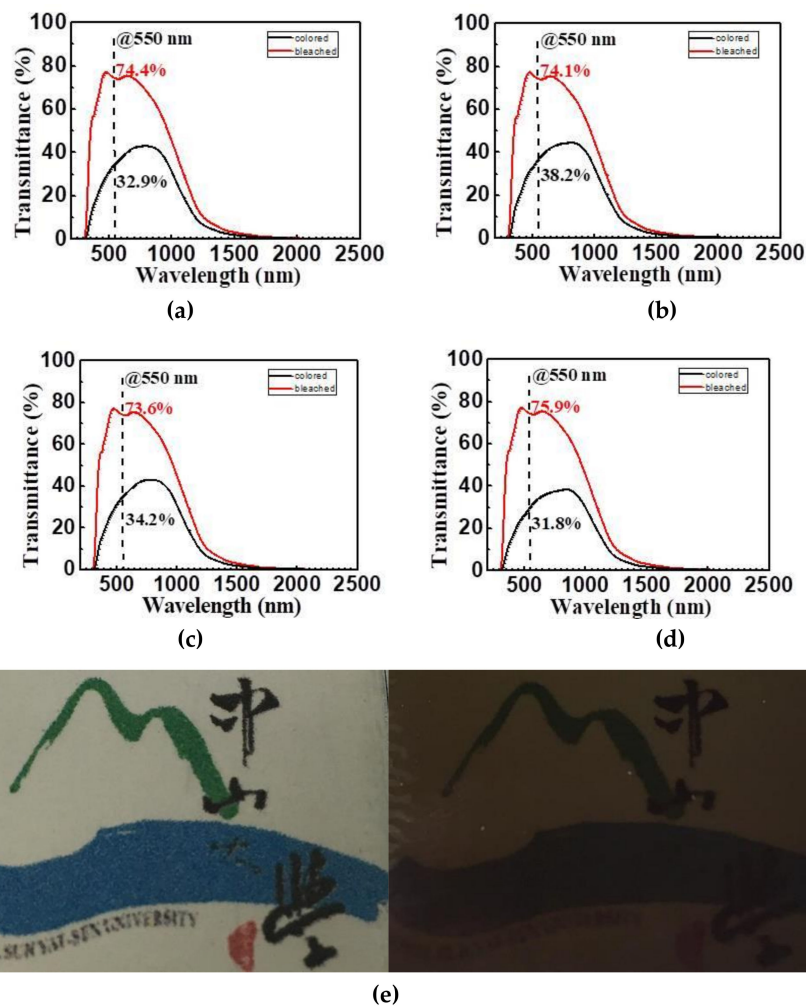 @550 nm
colored
bleached
74.4%
32.9%
Transmittance (%)
100
80
60
40
20
0
500 1000 1500 2000 2500
Wavelength (nm)
(a)
@550 nm
colored
bleached
74.1%
38.2%
Transmittance (%)
100
80
60
40
20
0
500 1000 1500 2000 2500
Wavelength (nm)
(b)
@550 nm
colored
bleached
73.6%
34.2%
Transmittance (%)
100
80
60
40
20
0
500 1000 1500 2000 2500
Wavelength (nm)
(c)
@550 nm
colored
bleached
75.9%
31.8%
Transmittance (%)
100
80
60
40
20
0
500 1000 1500 2000 2500
Wavelength (nm)
(d)
中
山
大
學
SUN YAT-SEN UNIVERSITY
中
山
學
(e)